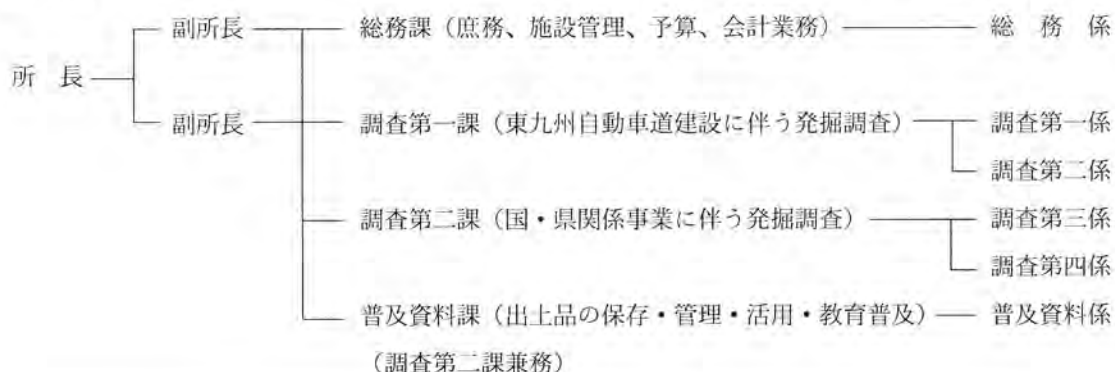 副所長 総務課（庶務、施設管理、予算、会計業務） 総務係
所長
副所長 調査第一課（東九州自動車道建設に伴う発掘調査） 調査第一係
調査第二係
調査第二課（国・県関係事業に伴う発掘調査） 調査第三係
調査第四係
普及資料課（出土品の保存・管理・活用・教育普及） 普及資料係
（調査第二課兼務）